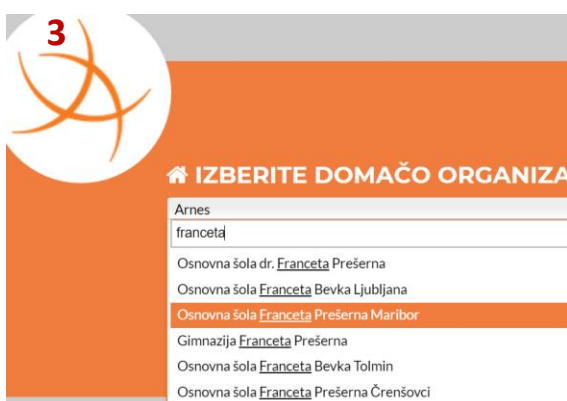 3
IZBERITE DOMAČO ORGANIZA
Arnes
franceta
Osnovna šola dr. Franceta Prešerna
Osnovna šola Franceta Bevka Ljubljana
Osnovna šola Franceta Prešerna Maribor
Gimnazija Franceta Prešerna
Osnovna šola Franceta Bevka Tolmin
Osnovna šola Franceta Prešerna Črenšovci